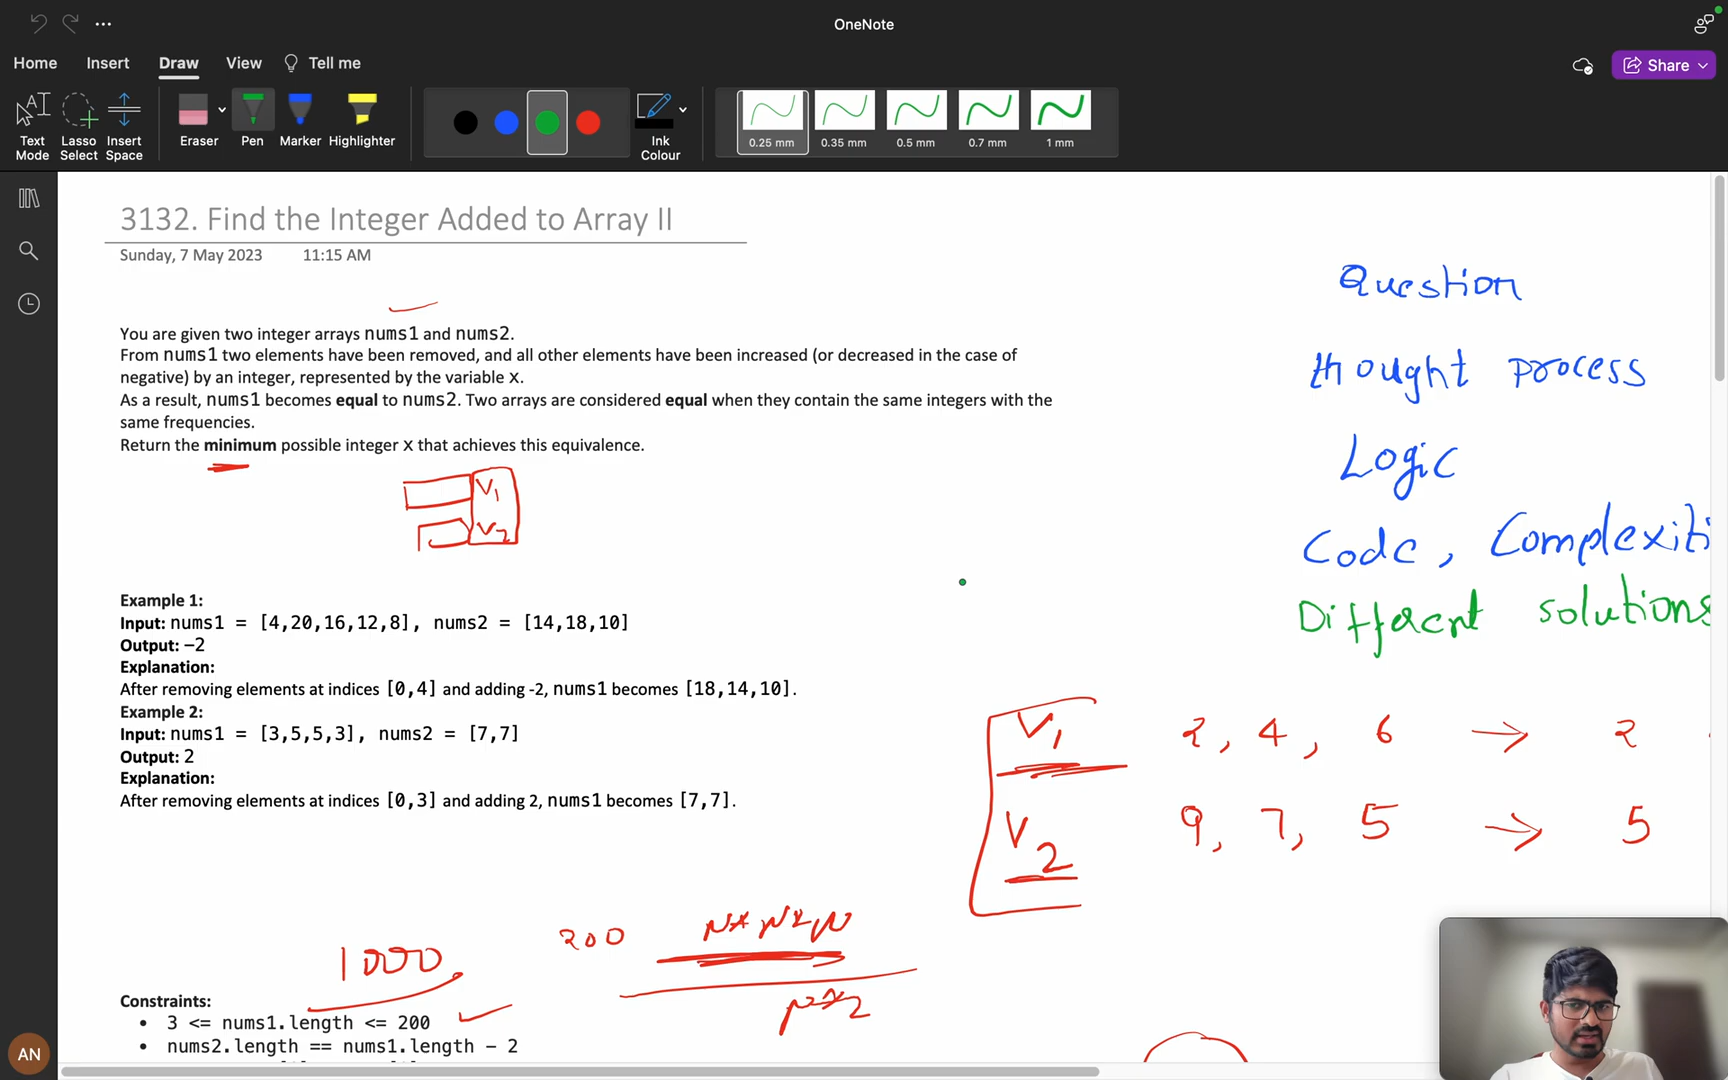 OneNote
Home Insert Draw View Tell me
Share
Text Mode
Lasso Select
Insert Space
Eraser
Pen
Marker
Highlighter
Ink Colour
0.25 mm
0.35 mm
0.5 mm
0.7 mm
1 mm
3132. Find the Integer Added to Array II
Sunday, 7 May 2023 11:15 AM
You are given two integer arrays nums1 and nums2.
From nums1 two elements have been removed, and all other elements have been increased (or decreased in the case of
negative) by an integer, represented by the variable x.
As a result, nums1 becomes equal to nums2. Two arrays are considered equal when they contain the same integers with the
same frequencies.
Return the minimum possible integer x that achieves this equivalence.
V1
V2
Example 1:
Input: nums1 = [4,20,16,12,8], nums2 = [14,18,10]
Output: -2
Explanation:
After removing elements at indices [0,4] and adding -2, nums1 becomes [18,14,10].
Example 2:
Input: nums1 = [3,5,5,3], nums2 = [7,7]
Output: 2
Explanation:
After removing elements at indices [0,3] and adding 2, nums1 becomes [7,7].
Question
thought process
Logic
Code, Complexiti
Different solutions
V1 2, 4, 6 → 2
V2 9, 7, 5 → 5
1000
200
Constraints:
• 3 <= nums1.length <= 200
• nums2.length == nums1.length - 2
AN